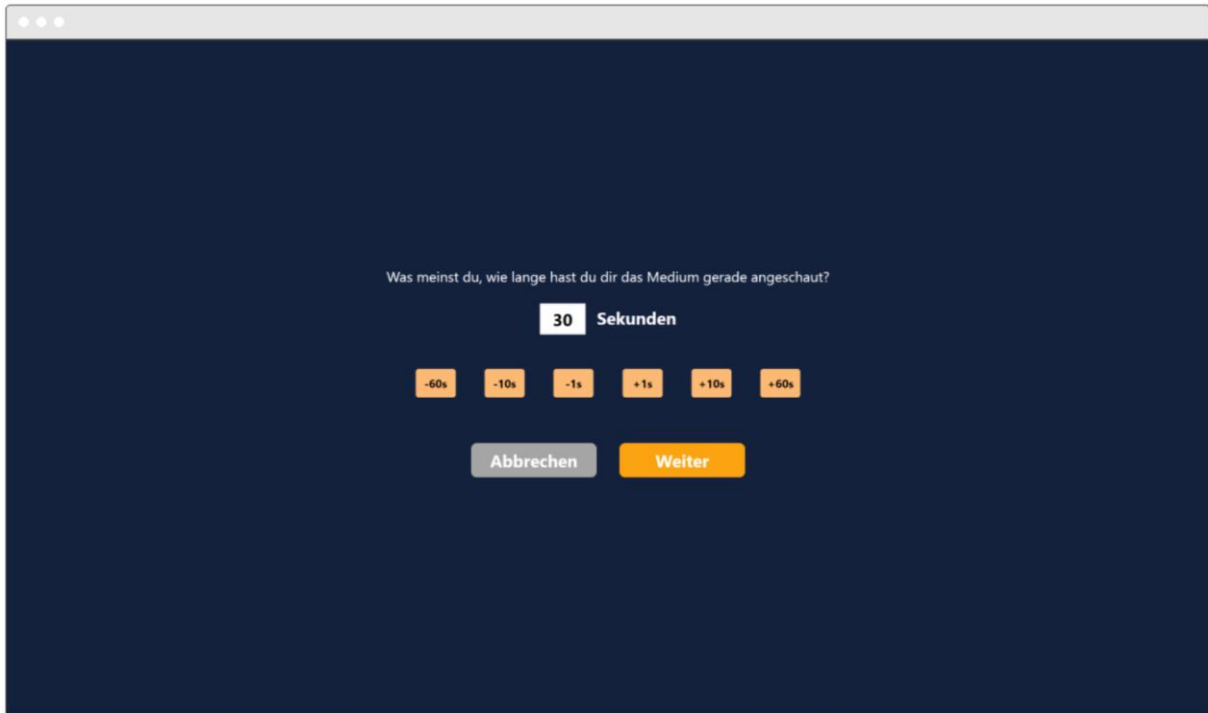 Was meinst du, wie lange hast du dir das Medium gerade angeschaut?
30 Sekunden
-60s -10s -1s +1s +10s +60s
Abbrechen Weiter